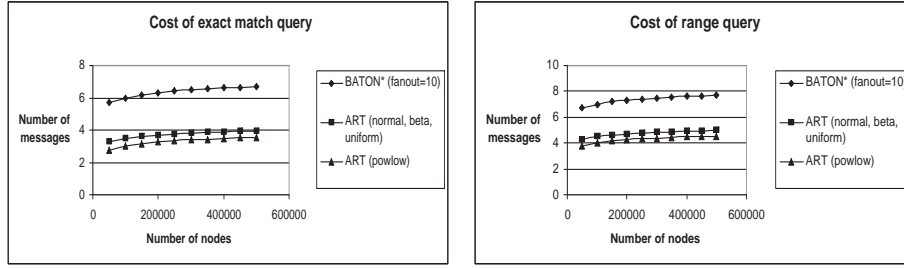 Cost of exact match query
8
6
4
2
0
Number of
messages
0
200000
400000
600000
Number of nodes
BATON* (fanout=10)
ART (normal, beta,
uniform)
ART (powlow)
Cost of range query
10
8
6
4
2
0
Number of
messages
0
200000
400000
600000
Number of nodes
BATON* (fanout=10)
ART (normal, beta,
uniform)
ART (powlow)